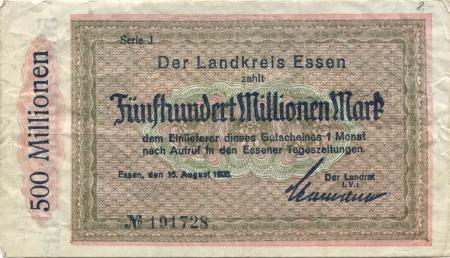 8.
Serie J.
Der Landkreis Essen
zahlt
Fünfhundert Millionen Mark
dem Einlieferer dieses Gutscheines 1 Monat
nach Aufruf in den Essener Tageszeitungen.
Essen, den 15. August 1923.
Der Landrat
I.V.:
№ 191728
500 Millionen